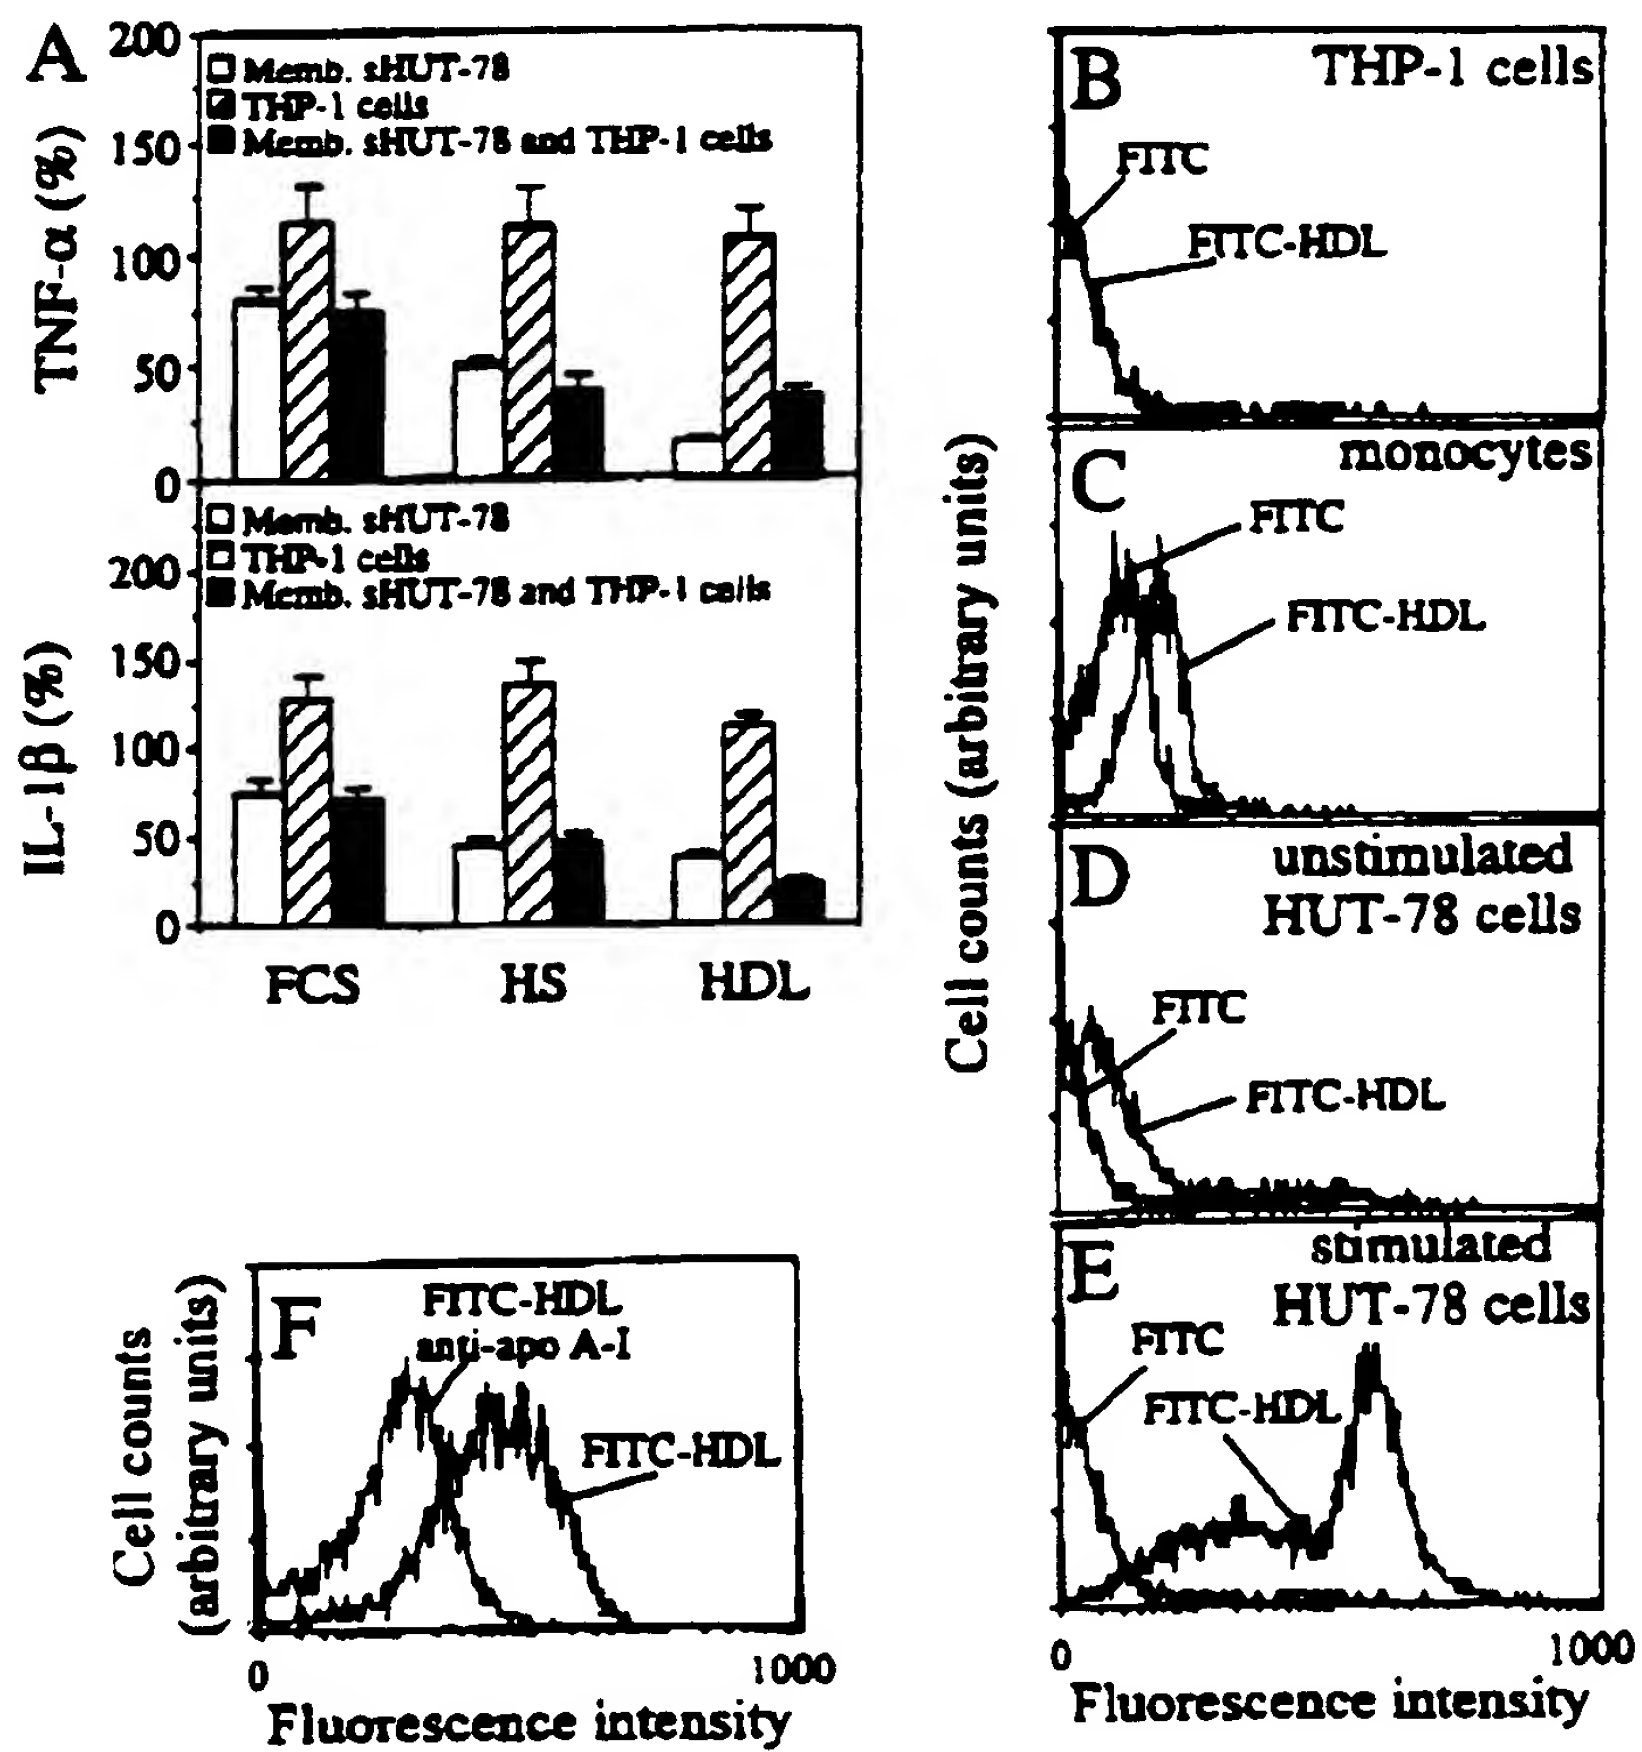 A
200
150
100
50
0
TNF-α (%)
Memb. sHUT-78
THP-1 cells
Memb. sHUT-78 and THP-1 cells
200
150
100
50
0
IL-1β (%)
Memb. sHUT-78
THP-1 cells
Memb. sHUT-78 and THP-1 cells
FCS HS HDL
Cell counts (arbitrary units)
B
THP-1 cells
FITC
FITC-HDL
C
monocytes
FITC
FITC-HDL
D
unstimulated
HUT-78 cells
FITC
FITC-HDL
E
stimulated
HUT-78 cells
FITC
FITC-HDL
0 1000
Fluorescence intensity
F
Cell counts
(arbitrary units)
FITC-HDL
anti-apo A-I
FITC-HDL
0 1000
Fluorescence intensity